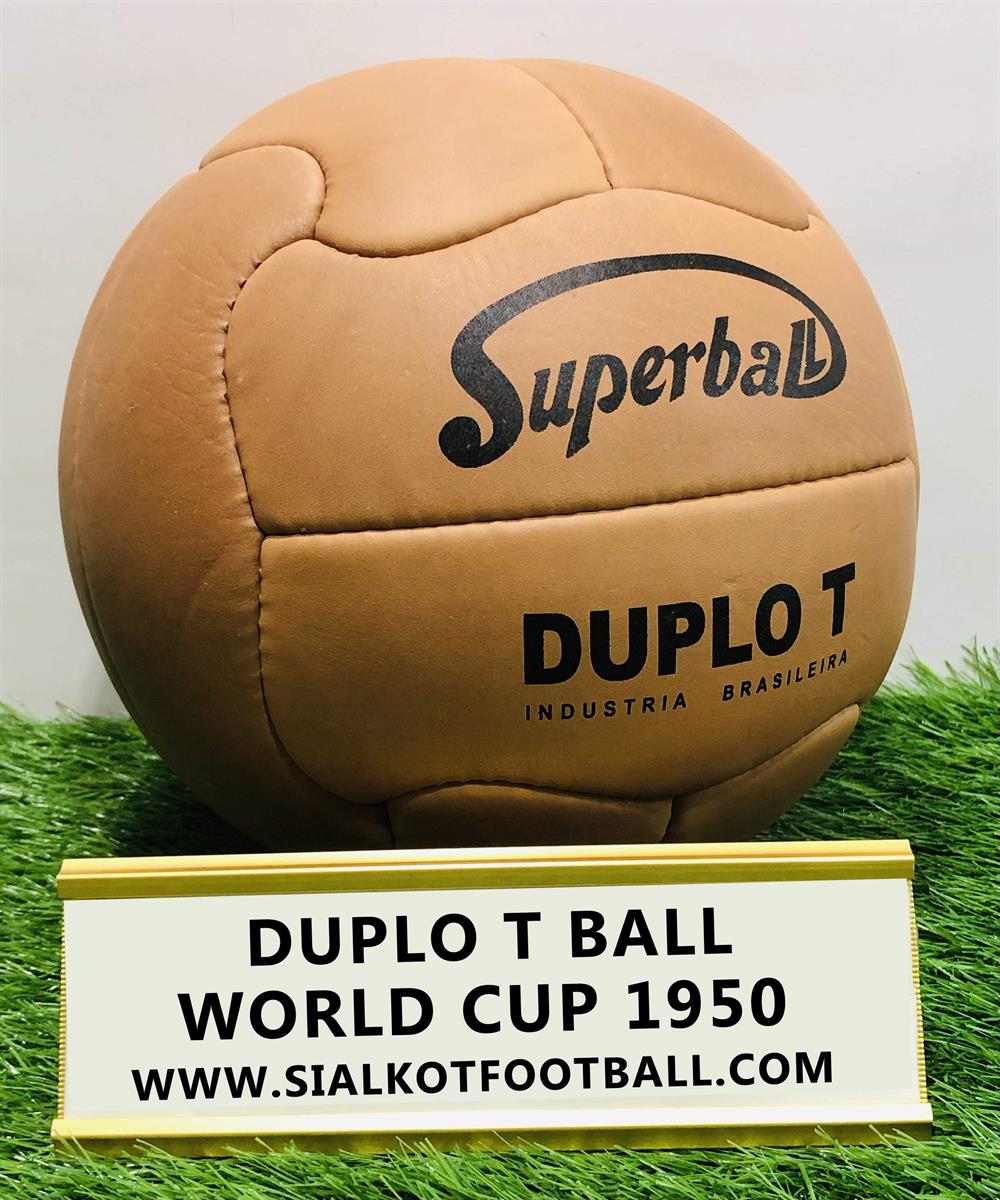 Superball
DUPLO T
INDUSTRIA BRASILEIRA
DUPLO T BALL
WORLD CUP 1950
WWW.SIALKOTFOOTBALL.COM